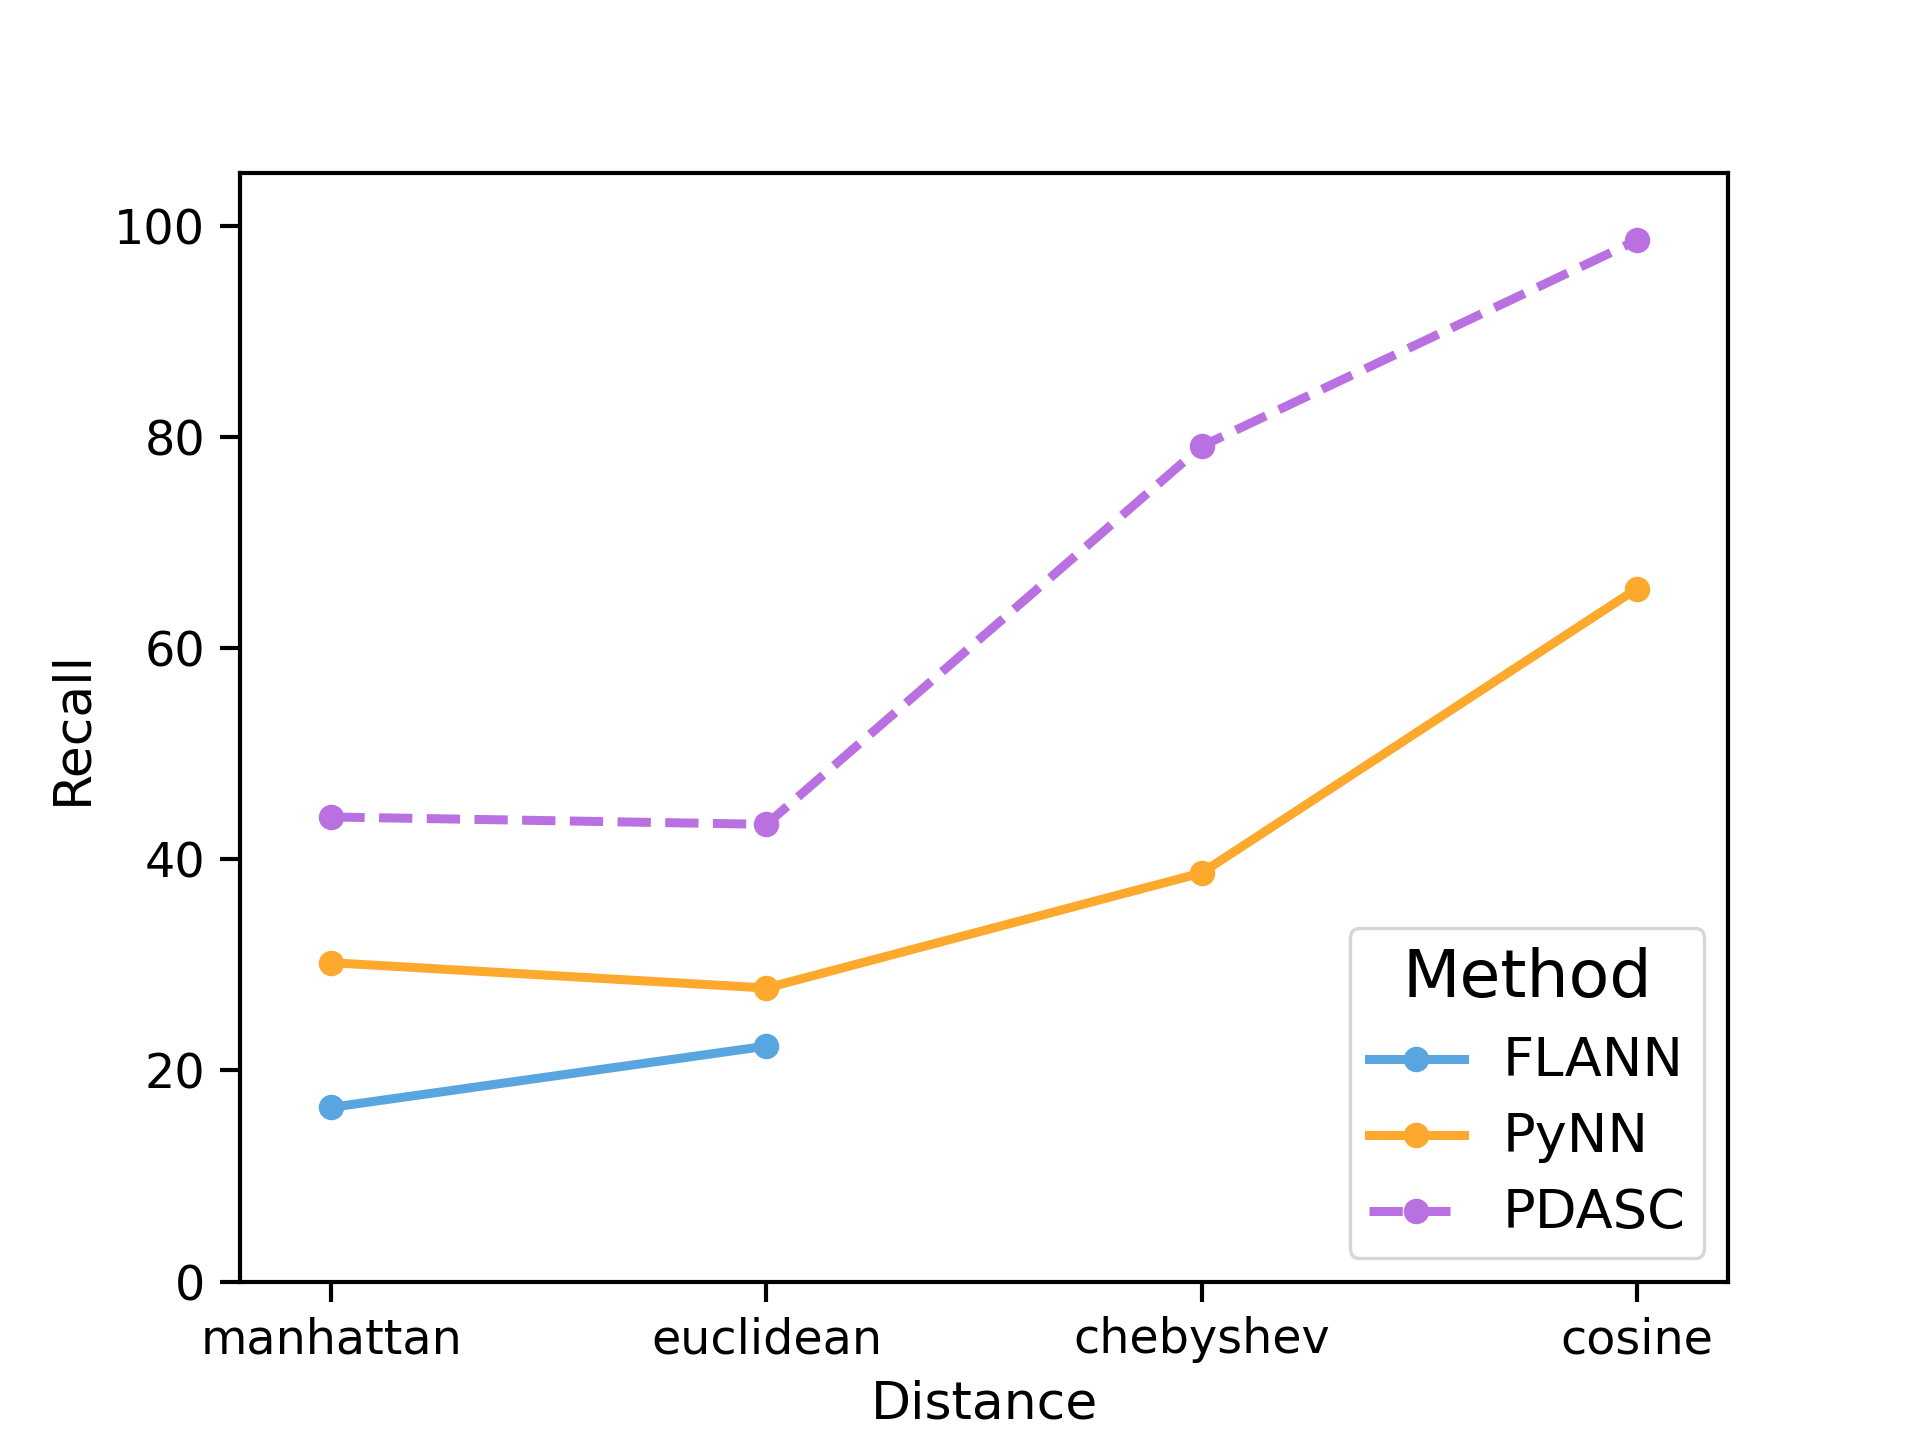 100
80
60
40
20
0
Recall
manhattan euclidean chebyshev cosine
Distance
Method
FLANN
PyNN
PDASC